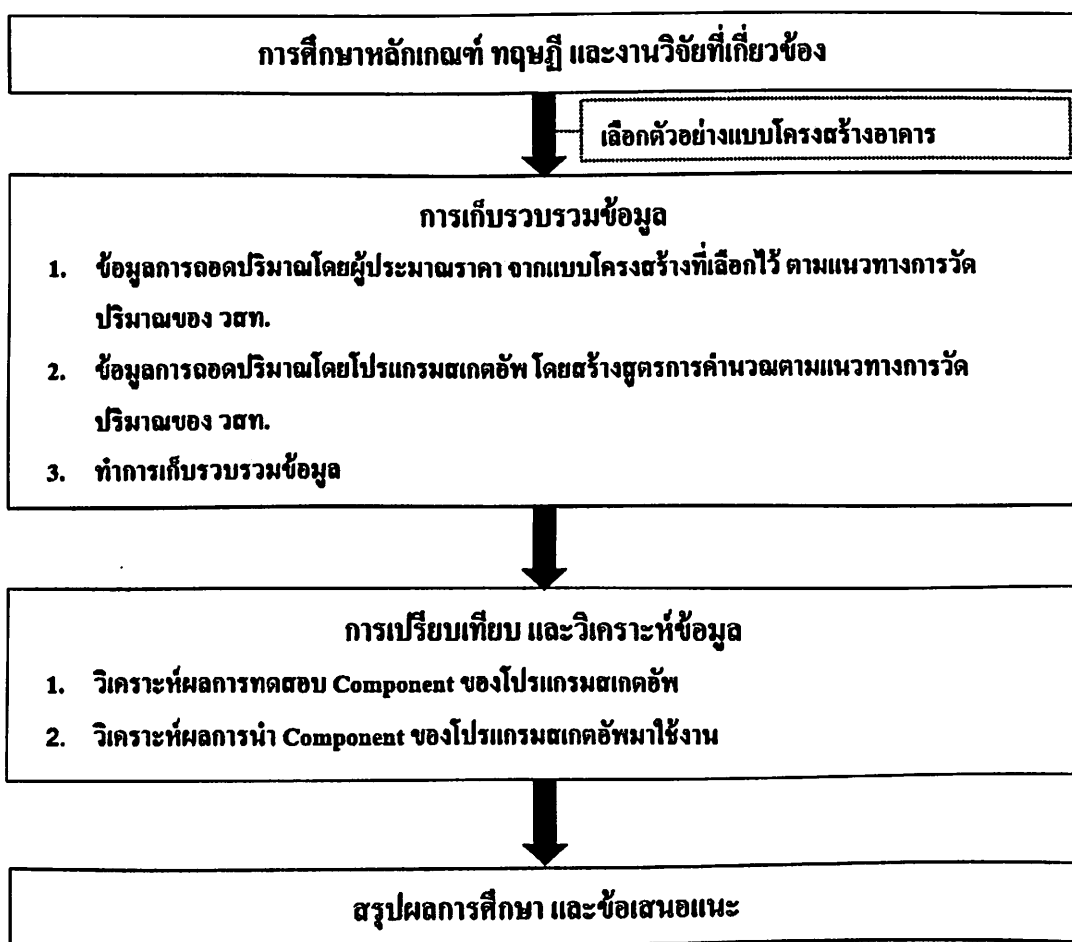 การศึกษาหลักเกณฑ์ ทฤษฎี และงานวิจัยที่เกี่ยวข้อง
เลือกตัวอย่างแบบโครงสร้างอาคาร
การเก็บรวบรวมข้อมูล
1. ข้อมูลการถอดปริมาณโดยผู้ประมาณราคา จากแบบโครงสร้างที่เลือกไว้ ตามแนวทางการวัด
ปริมาณของ วสท.
2. ข้อมูลการถอดปริมาณโดยโปรแกรมสเกตอัพ โดยสร้างสูตรการคำนวณตามแนวทางการวัด
ปริมาณของ วสท.
3. ทำการเก็บรวบรวมข้อมูล
การเปรียบเทียบ และวิเคราะห์ข้อมูล
1. วิเคราะห์ผลการทดสอบ Component ของโปรแกรมสเกตอัพ
2. วิเคราะห์ผลการนำ Component ของโปรแกรมสเกตอัพมาใช้งาน
สรุปผลการศึกษา และข้อเสนอแนะ